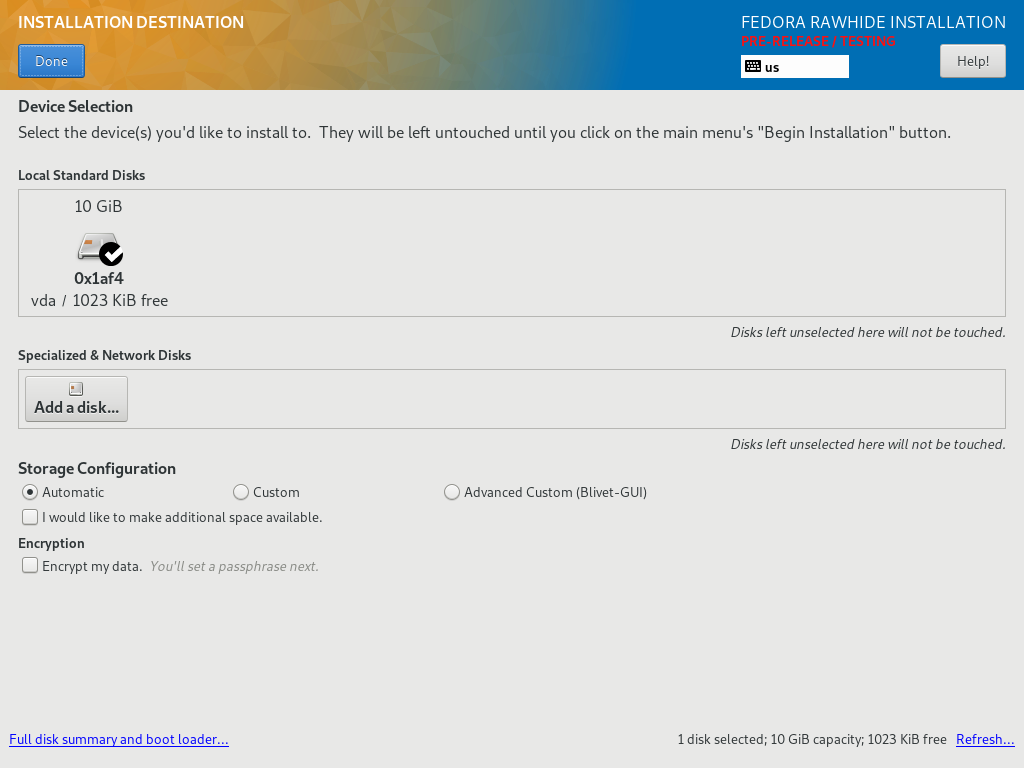 INSTALLATION DESTINATION
FEDORA RAWHIDE INSTALLATION
PRE-RELEASE / TESTING
Done
us
Help!
Device Selection
Select the device(s) you'd like to install to.  They will be left untouched until you click on the main menu's "Begin Installation" button.
Local Standard Disks
10 GiB
0x1af4
vda / 1023 KiB free
Disks left unselected here will not be touched.
Specialized & Network Disks
Add a disk...
Disks left unselected here will not be touched.
Storage Configuration
Automatic Custom Advanced Custom (Blivet-GUI)
I would like to make additional space available.
Encryption
Encrypt my data. You'll set a passphrase next.
Full disk summary and boot loader... 1 disk selected; 10 GiB capacity; 1023 KiB free Refresh...